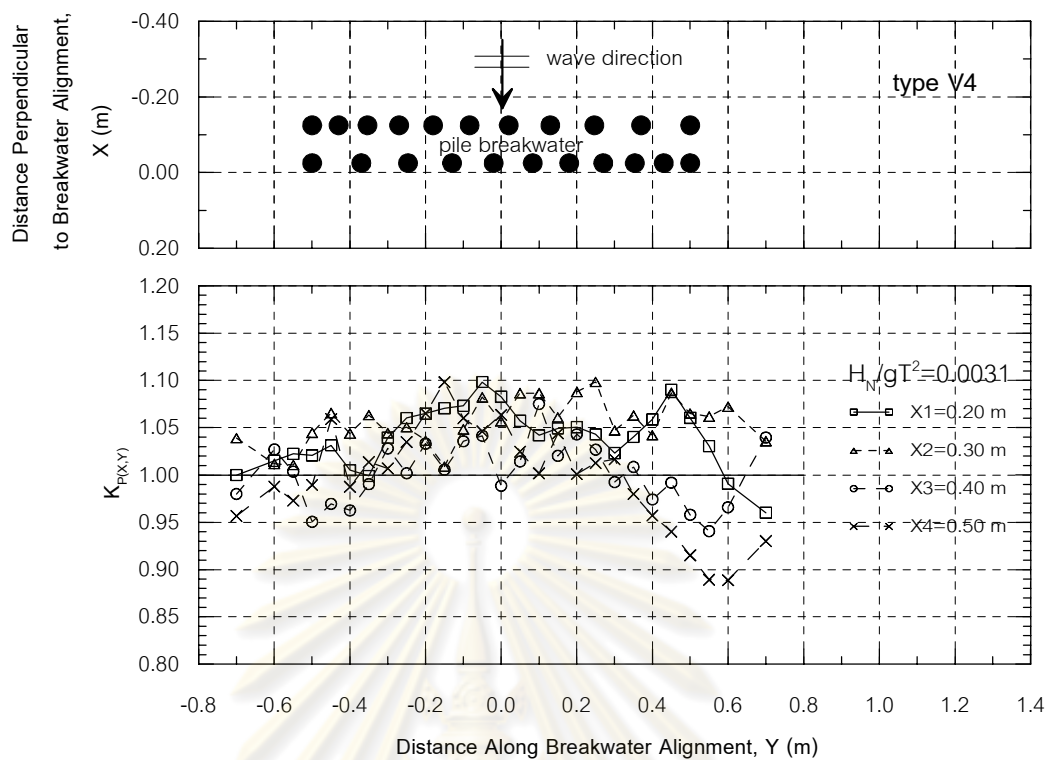 Distance Perpendicular
to Breakwater Alignment,
X (m)
-0.40
-0.20
0.00
0.20
wave direction
type V4
pile breakwater
K P(X,Y)
1.20
1.15
1.10
1.05
1.00
0.95
0.90
0.85
0.80
H_N/gT²=0.0031
X1=0.20 m
X2=0.30 m
X3=0.40 m
X4=0.50 m
-0.8 -0.6 -0.4 -0.2 0.0 0.2 0.4 0.6 0.8 1.0 1.2 1.4
Distance Along Breakwater Alignment, Y (m)